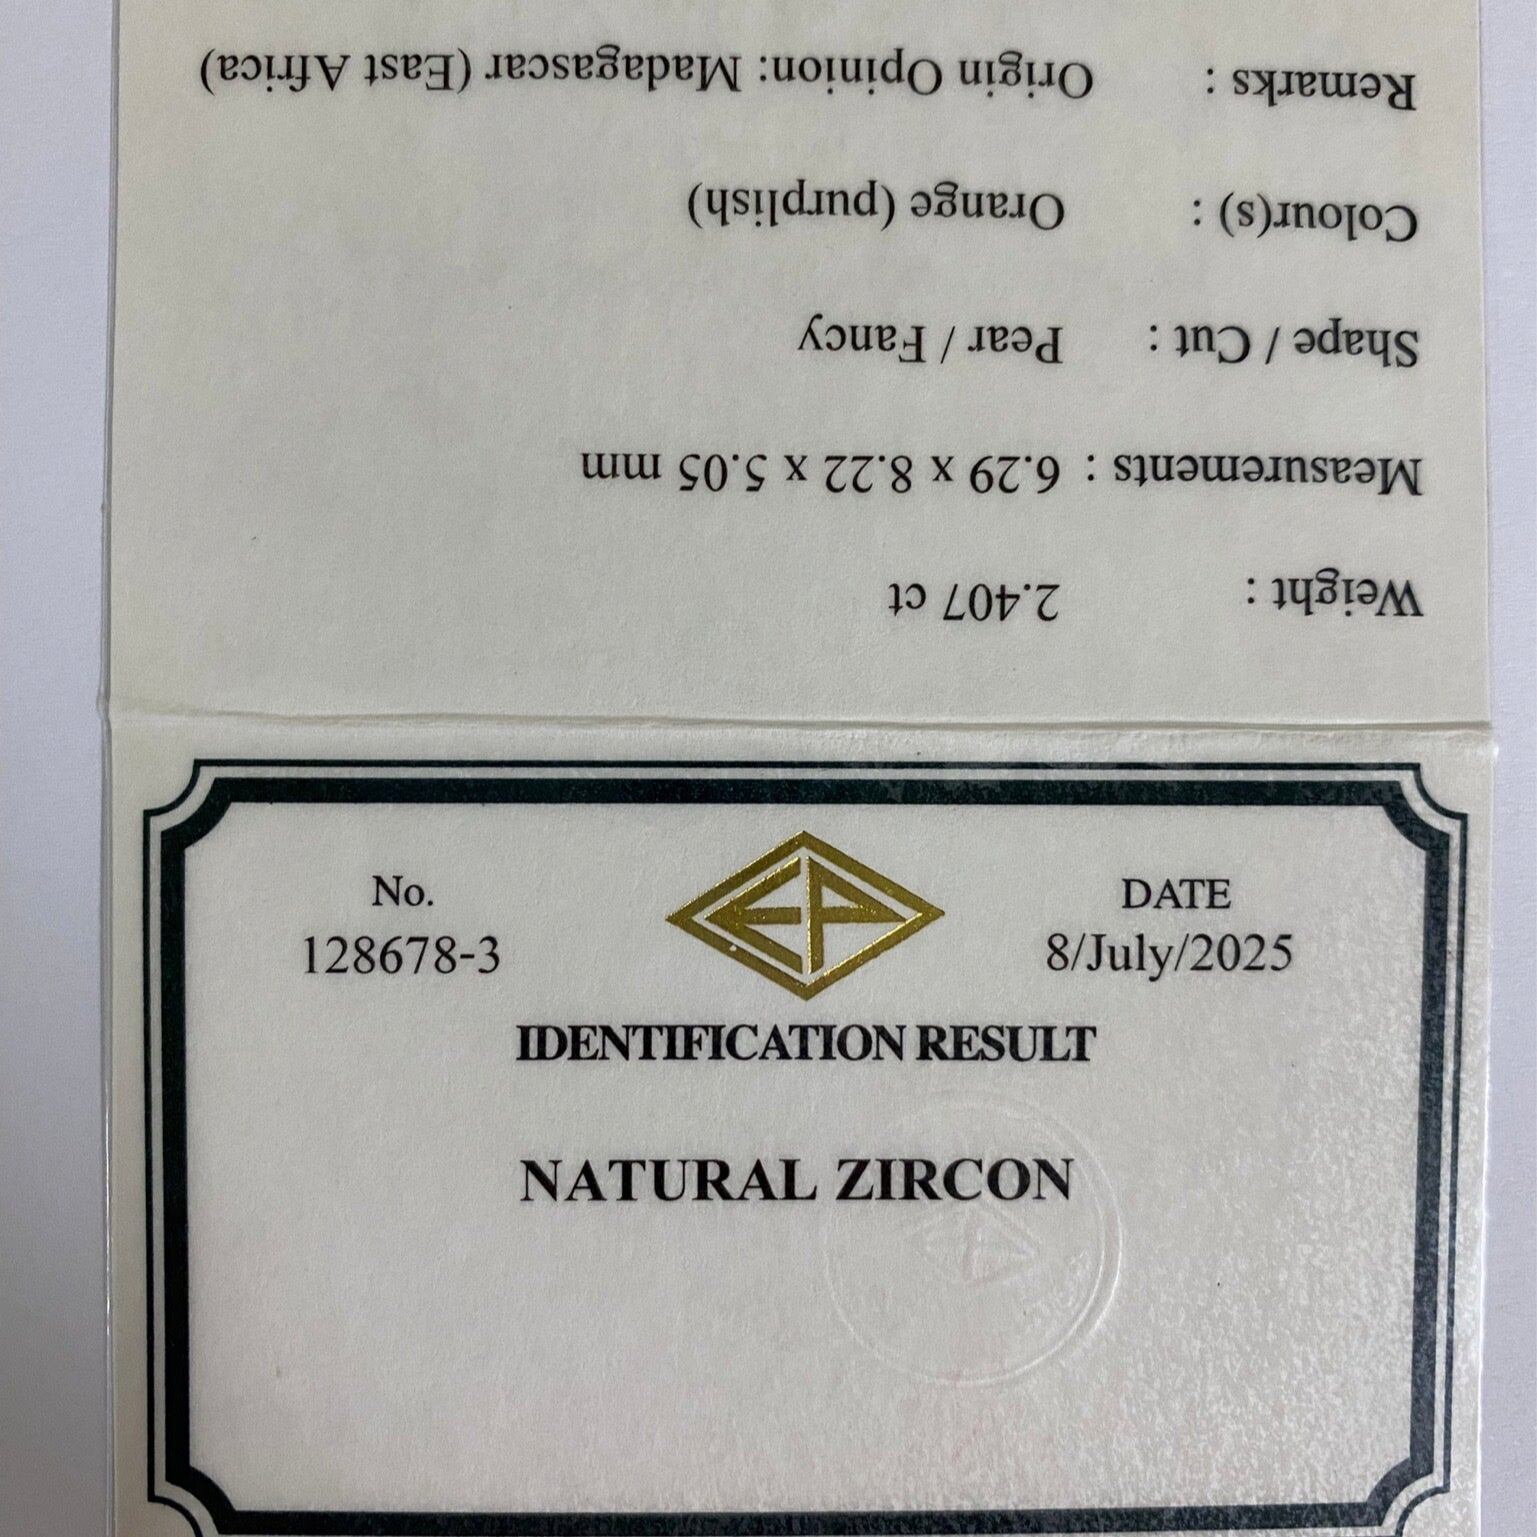 No.
128678-3
EP
DATE
8/July/2025
IDENTIFICATION RESULT
NATURAL ZIRCON
Weight : 2.407 ct
Measurements : 6.29 x 8.22 x 5.05 mm
Shape / Cut : Pear / Fancy
Colour(s) : Orange (purplish)
Remarks : Origin Opinion: Madagascar (East Africa)